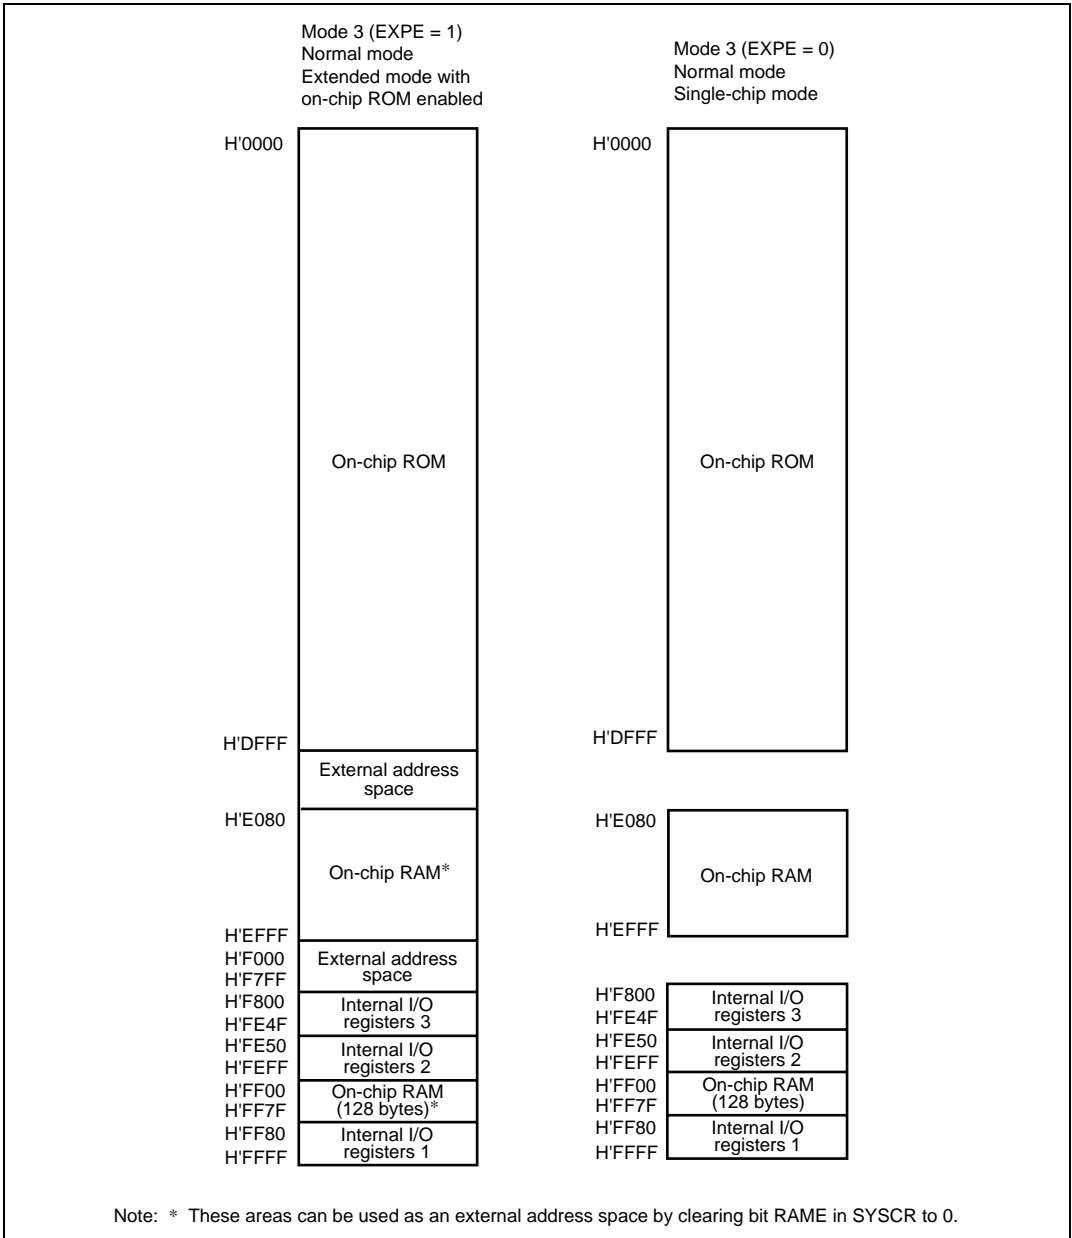 Mode 3 (EXPE = 1)
Normal mode
Extended mode with
on-chip ROM enabled
H'0000
On-chip ROM
H'DFFF
External address
space
H'E080
On-chip RAM*
H'EFFF
H'F000
External address
space
H'F7FF
H'F800
Internal I/O
registers 3
H'FE4F
H'FE50
Internal I/O
registers 2
H'FEFF
H'FF00
On-chip RAM
(128 bytes)*
H'FF7F
H'FF80
Internal I/O
registers 1
H'FFFF
Mode 3 (EXPE = 0)
Normal mode
Single-chip mode
H'0000
On-chip ROM
H'DFFF
H'E080
On-chip RAM
H'EFFF
H'F800
Internal I/O
registers 3
H'FE4F
H'FE50
Internal I/O
registers 2
H'FEFF
H'FF00
On-chip RAM
(128 bytes)
H'FF7F
H'FF80
Internal I/O
registers 1
H'FFFF
Note: * These areas can be used as an external address space by clearing bit RAME in SYSCR to 0.